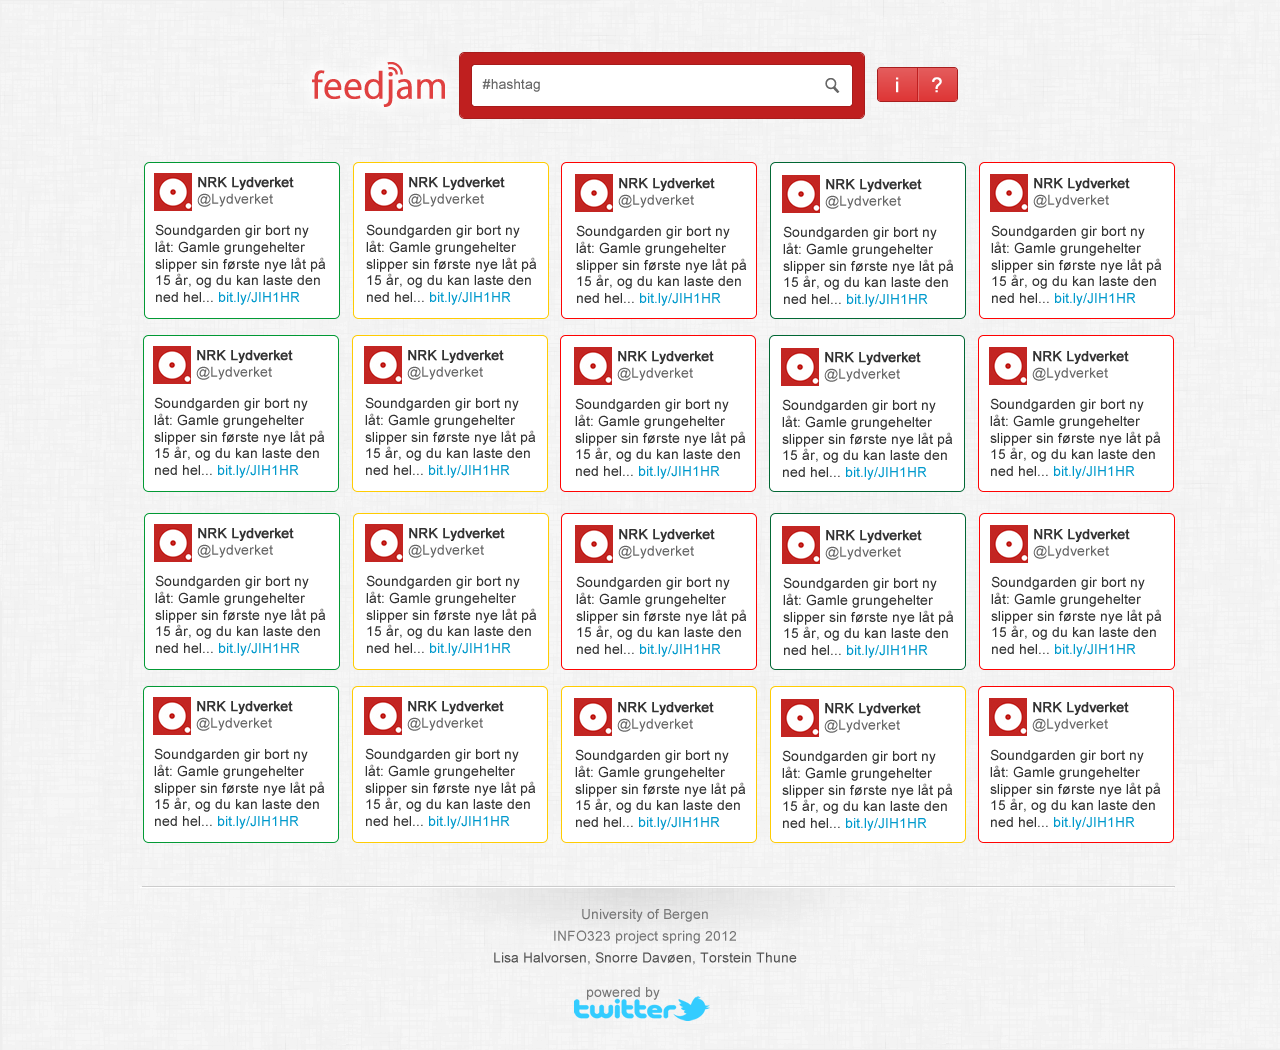 feedjam
#hashtag
i ?
NRK Lydverket
@Lydverket
Soundgarden gir bort ny
låt: Gamle grungehelter
slipper sin første nye låt på
15 år, og du kan laste den
ned hel... bit.ly/JIH1HR
NRK Lydverket
@Lydverket
Soundgarden gir bort ny
låt: Gamle grungehelter
slipper sin første nye låt på
15 år, og du kan laste den
ned hel... bit.ly/JIH1HR
NRK Lydverket
@Lydverket
Soundgarden gir bort ny
låt: Gamle grungehelter
slipper sin første nye låt på
15 år, og du kan laste den
ned hel... bit.ly/JIH1HR
NRK Lydverket
@Lydverket
Soundgarden gir bort ny
låt: Gamle grungehelter
slipper sin første nye låt på
15 år, og du kan laste den
ned hel... bit.ly/JIH1HR
NRK Lydverket
@Lydverket
Soundgarden gir bort ny
låt: Gamle grungehelter
slipper sin første nye låt på
15 år, og du kan laste den
ned hel... bit.ly/JIH1HR
NRK Lydverket
@Lydverket
Soundgarden gir bort ny
låt: Gamle grungehelter
slipper sin første nye låt på
15 år, og du kan laste den
ned hel... bit.ly/JIH1HR
NRK Lydverket
@Lydverket
Soundgarden gir bort ny
låt: Gamle grungehelter
slipper sin første nye låt på
15 år, og du kan laste den
ned hel... bit.ly/JIH1HR
NRK Lydverket
@Lydverket
Soundgarden gir bort ny
låt: Gamle grungehelter
slipper sin første nye låt på
15 år, og du kan laste den
ned hel... bit.ly/JIH1HR
NRK Lydverket
@Lydverket
Soundgarden gir bort ny
låt: Gamle grungehelter
slipper sin første nye låt på
15 år, og du kan laste den
ned hel... bit.ly/JIH1HR
NRK Lydverket
@Lydverket
Soundgarden gir bort ny
låt: Gamle grungehelter
slipper sin første nye låt på
15 år, og du kan laste den
ned hel... bit.ly/JIH1HR
NRK Lydverket
@Lydverket
Soundgarden gir bort ny
låt: Gamle grungehelter
slipper sin første nye låt på
15 år, og du kan laste den
ned hel... bit.ly/JIH1HR
NRK Lydverket
@Lydverket
Soundgarden gir bort ny
låt: Gamle grungehelter
slipper sin første nye låt på
15 år, og du kan laste den
ned hel... bit.ly/JIH1HR
NRK Lydverket
@Lydverket
Soundgarden gir bort ny
låt: Gamle grungehelter
slipper sin første nye låt på
15 år, og du kan laste den
ned hel... bit.ly/JIH1HR
NRK Lydverket
@Lydverket
Soundgarden gir bort ny
låt: Gamle grungehelter
slipper sin første nye låt på
15 år, og du kan laste den
ned hel... bit.ly/JIH1HR
NRK Lydverket
@Lydverket
Soundgarden gir bort ny
låt: Gamle grungehelter
slipper sin første nye låt på
15 år, og du kan laste den
ned hel... bit.ly/JIH1HR
NRK Lydverket
@Lydverket
Soundgarden gir bort ny
låt: Gamle grungehelter
slipper sin første nye låt på
15 år, og du kan laste den
ned hel... bit.ly/JIH1HR
NRK Lydverket
@Lydverket
Soundgarden gir bort ny
låt: Gamle grungehelter
slipper sin første nye låt på
15 år, og du kan laste den
ned hel... bit.ly/JIH1HR
NRK Lydverket
@Lydverket
Soundgarden gir bort ny
låt: Gamle grungehelter
slipper sin første nye låt på
15 år, og du kan laste den
ned hel... bit.ly/JIH1HR
NRK Lydverket
@Lydverket
Soundgarden gir bort ny
låt: Gamle grungehelter
slipper sin første nye låt på
15 år, og du kan laste den
ned hel... bit.ly/JIH1HR
NRK Lydverket
@Lydverket
Soundgarden gir bort ny
låt: Gamle grungehelter
slipper sin første nye låt på
15 år, og du kan laste den
ned hel... bit.ly/JIH1HR
University of Bergen
INFO323 project spring 2012
Lisa Halvorsen, Snorre Davøen, Torstein Thune
powered by
twitter